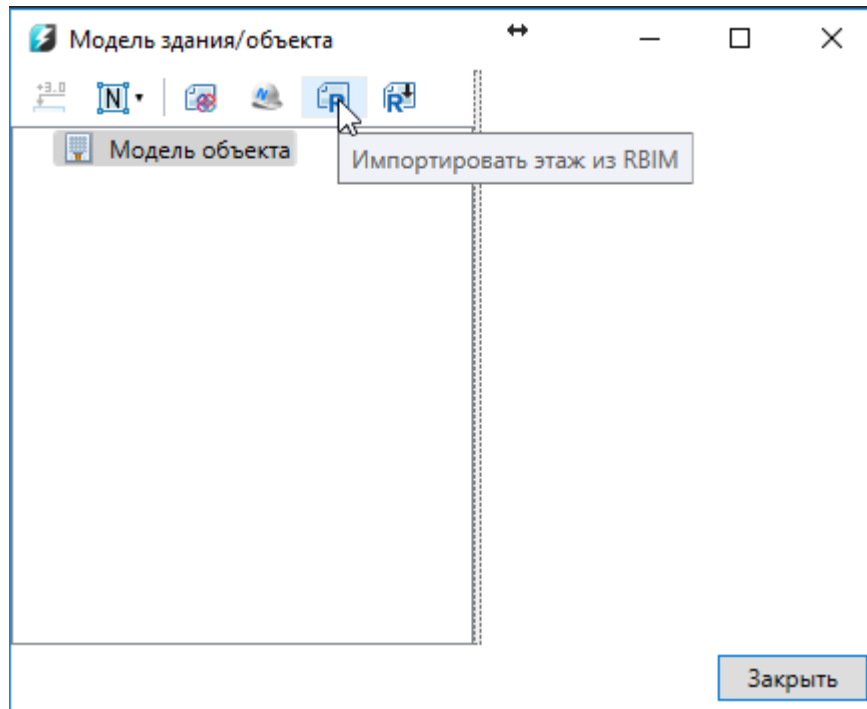 Модель здания/объекта
+3.0
N
R
R
Модель объекта
Импортировать этаж из RBIM
Закрыть